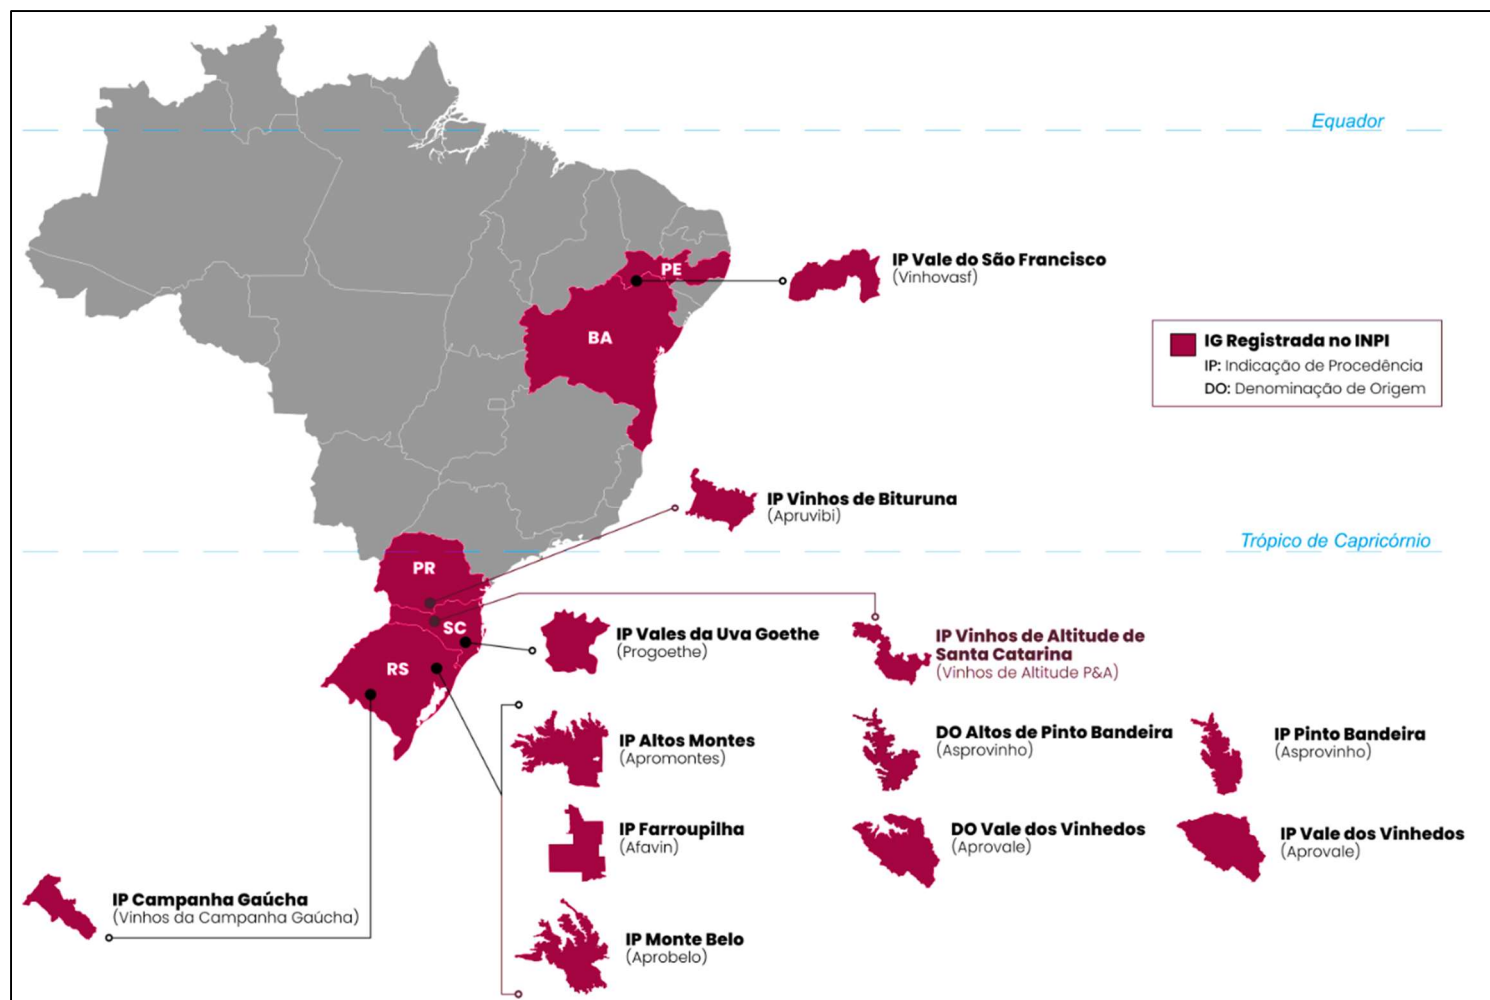 Equador
PE
IP Vale do São Francisco
(Vinhovasf)
BA
IG Registrada no INPI
IP: Indicação de Procedência
DO: Denominação de Origem
IP Vinhos de Bituruna
(Apruvibi)
Trópico de Capricórnio
PR
SC
RS
IP Vales da Uva Goethe
(Progoethe)
IP Vinhos de Altitude de
Santa Catarina
(Vinhos de Altitude P&A)
IP Altos Montes
(Apromontes)
DO Altos de Pinto Bandeira
(Asprovinho)
IP Pinto Bandeira
(Asprovinho)
IP Farroupilha
(Afavin)
DO Vale dos Vinhedos
(Aprovale)
IP Vale dos Vinhedos
(Aprovale)
IP Campanha Gaúcha
(Vinhos da Campanha Gaúcha)
IP Monte Belo
(Aprobelo)